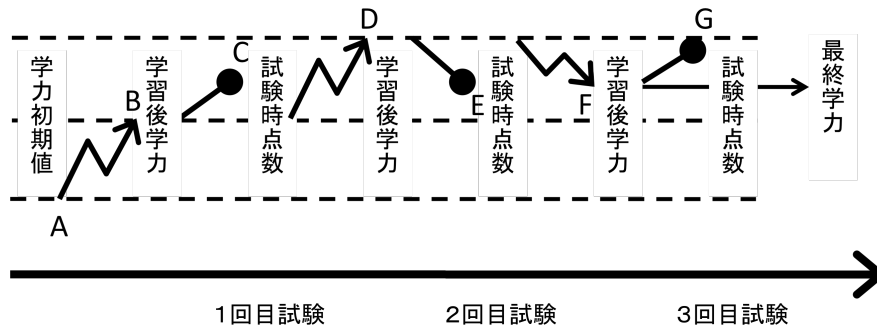 学力初期値
A
B
学習後学力
C
試験時点数
D
学習後学力
E
試験時点数
F
学習後学力
G
試験時点数
最終学力
1回目試験
2回目試験
3回目試験